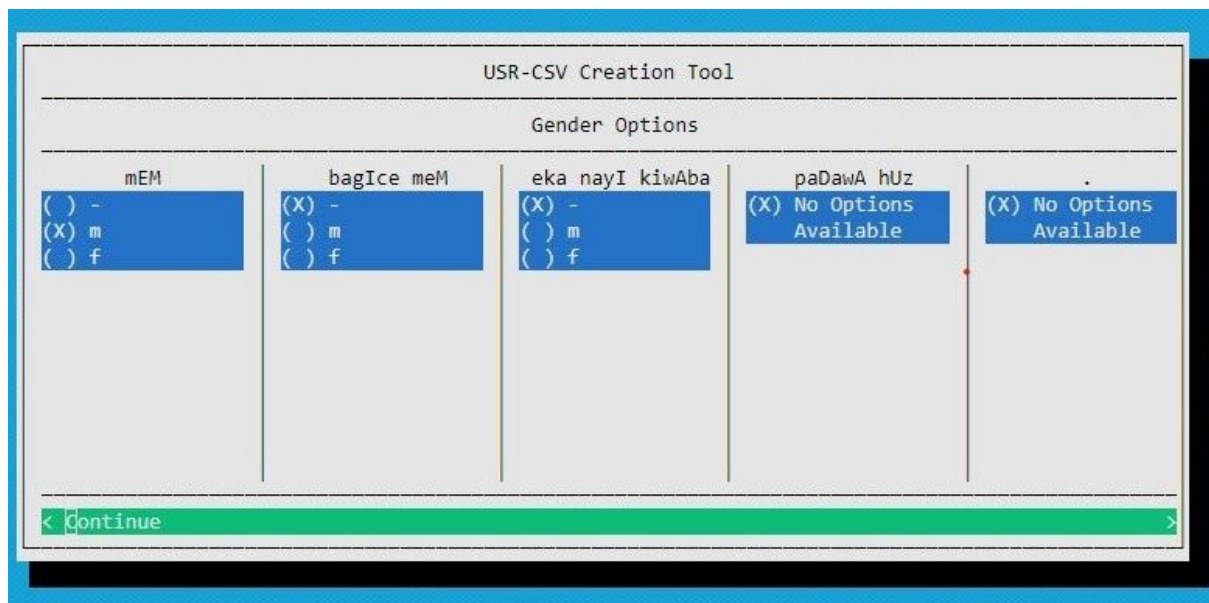 USR-CSV Creation Tool
Gender Options
mEM bagIce meM eka nayI kiwAba paDawA hUz .
( ) - (X) - (X) - (X) No Options (X) No Options
(X) m ( ) m ( ) m Available Available
( ) f ( ) f ( ) f
< Continue >